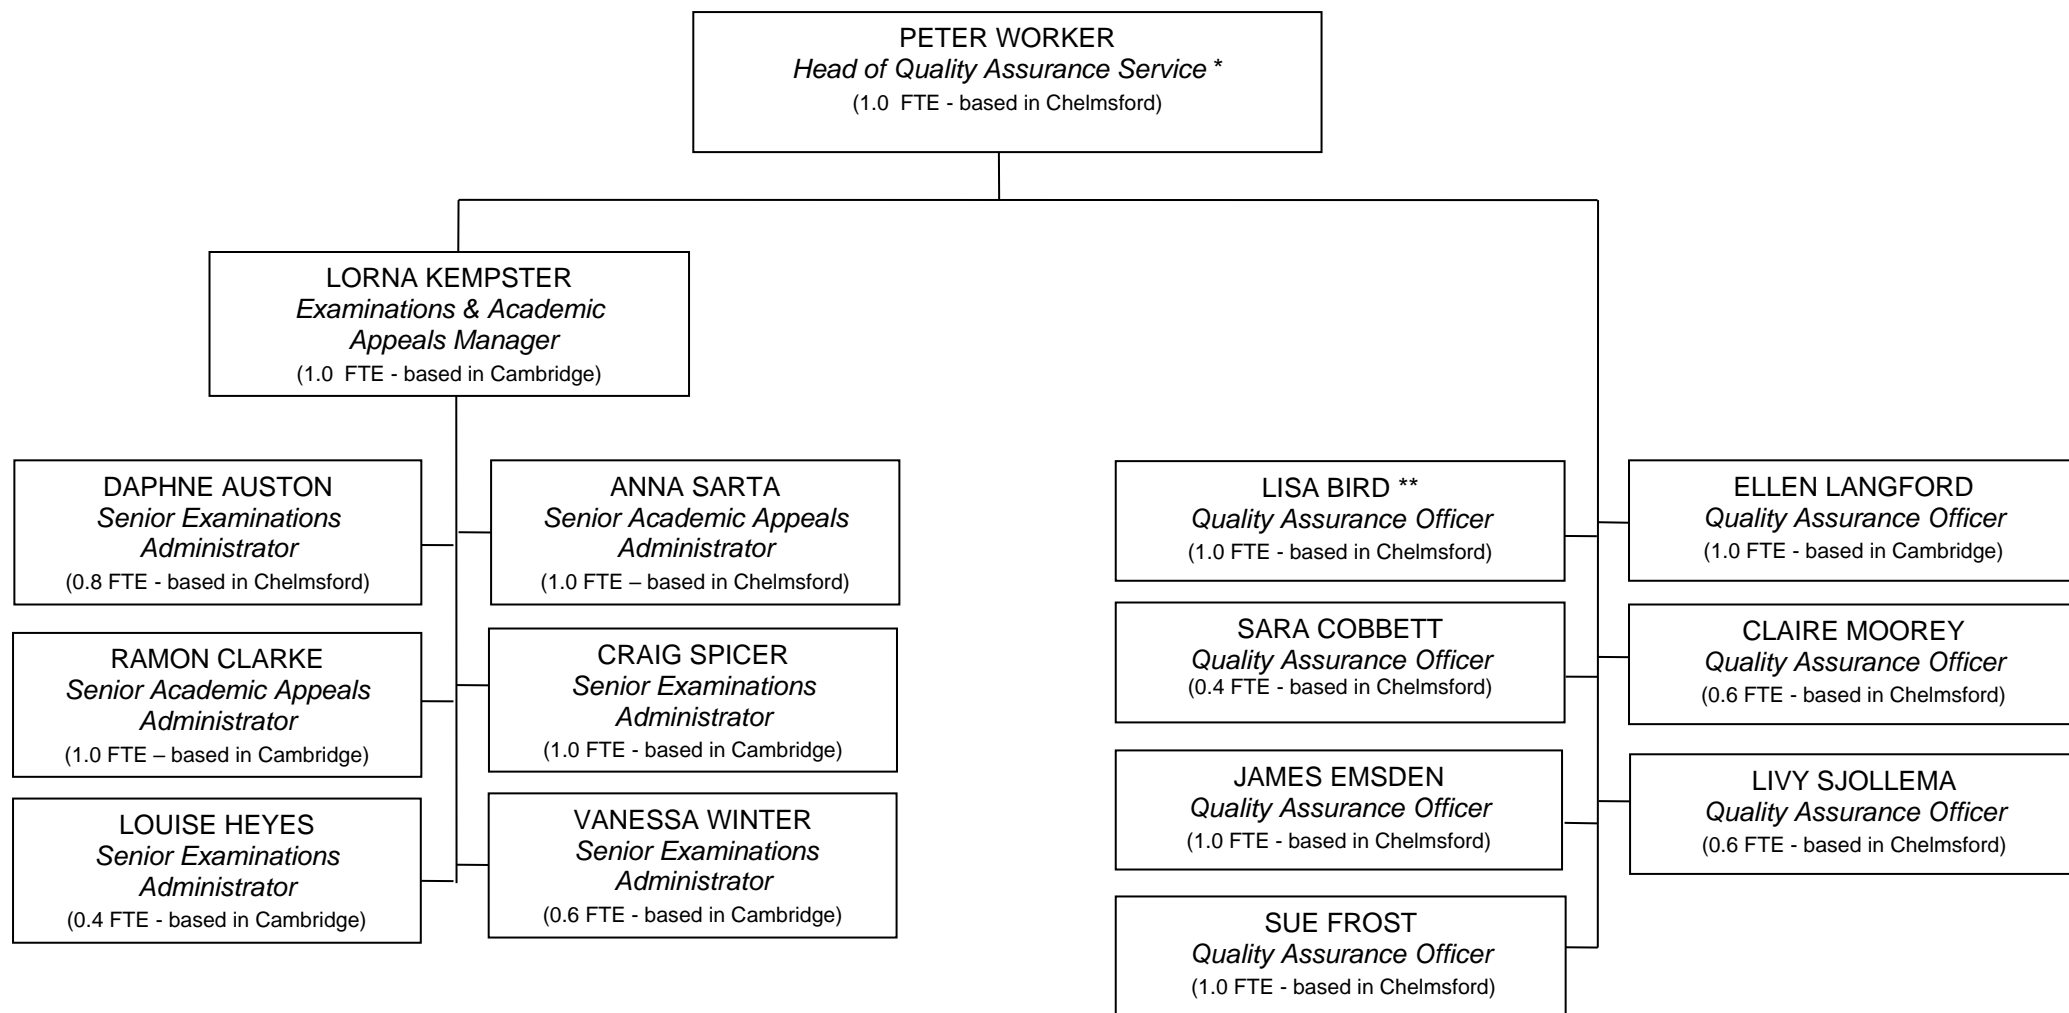 PETER WORKER
Head of Quality Assurance Service *
(1.0 FTE - based in Chelmsford)
LORNA KEMPSTER
Examinations & Academic
Appeals Manager
(1.0 FTE - based in Cambridge)
DAPHNE AUSTON
Senior Examinations
Administrator
(0.8 FTE - based in Chelmsford)
ANNA SARTA
Senior Academic Appeals
Administrator
(1.0 FTE – based in Chelmsford)
RAMON CLARKE
Senior Academic Appeals
Administrator
(1.0 FTE – based in Cambridge)
CRAIG SPICER
Senior Examinations
Administrator
(1.0 FTE - based in Cambridge)
LOUISE HEYES
Senior Examinations
Administrator
(0.4 FTE - based in Cambridge)
VANESSA WINTER
Senior Examinations
Administrator
(0.6 FTE - based in Cambridge)
LISA BIRD **
Quality Assurance Officer
(1.0 FTE - based in Chelmsford)
ELLEN LANGFORD
Quality Assurance Officer
(1.0 FTE - based in Cambridge)
SARA COBBETT
Quality Assurance Officer
(0.4 FTE - based in Chelmsford)
CLAIRE MOOREY
Quality Assurance Officer
(0.6 FTE - based in Chelmsford)
JAMES EMSDEN
Quality Assurance Officer
(1.0 FTE - based in Chelmsford)
LIVY SJOLLEMA
Quality Assurance Officer
(0.6 FTE - based in Chelmsford)
SUE FROST
Quality Assurance Officer
(1.0 FTE - based in Chelmsford)